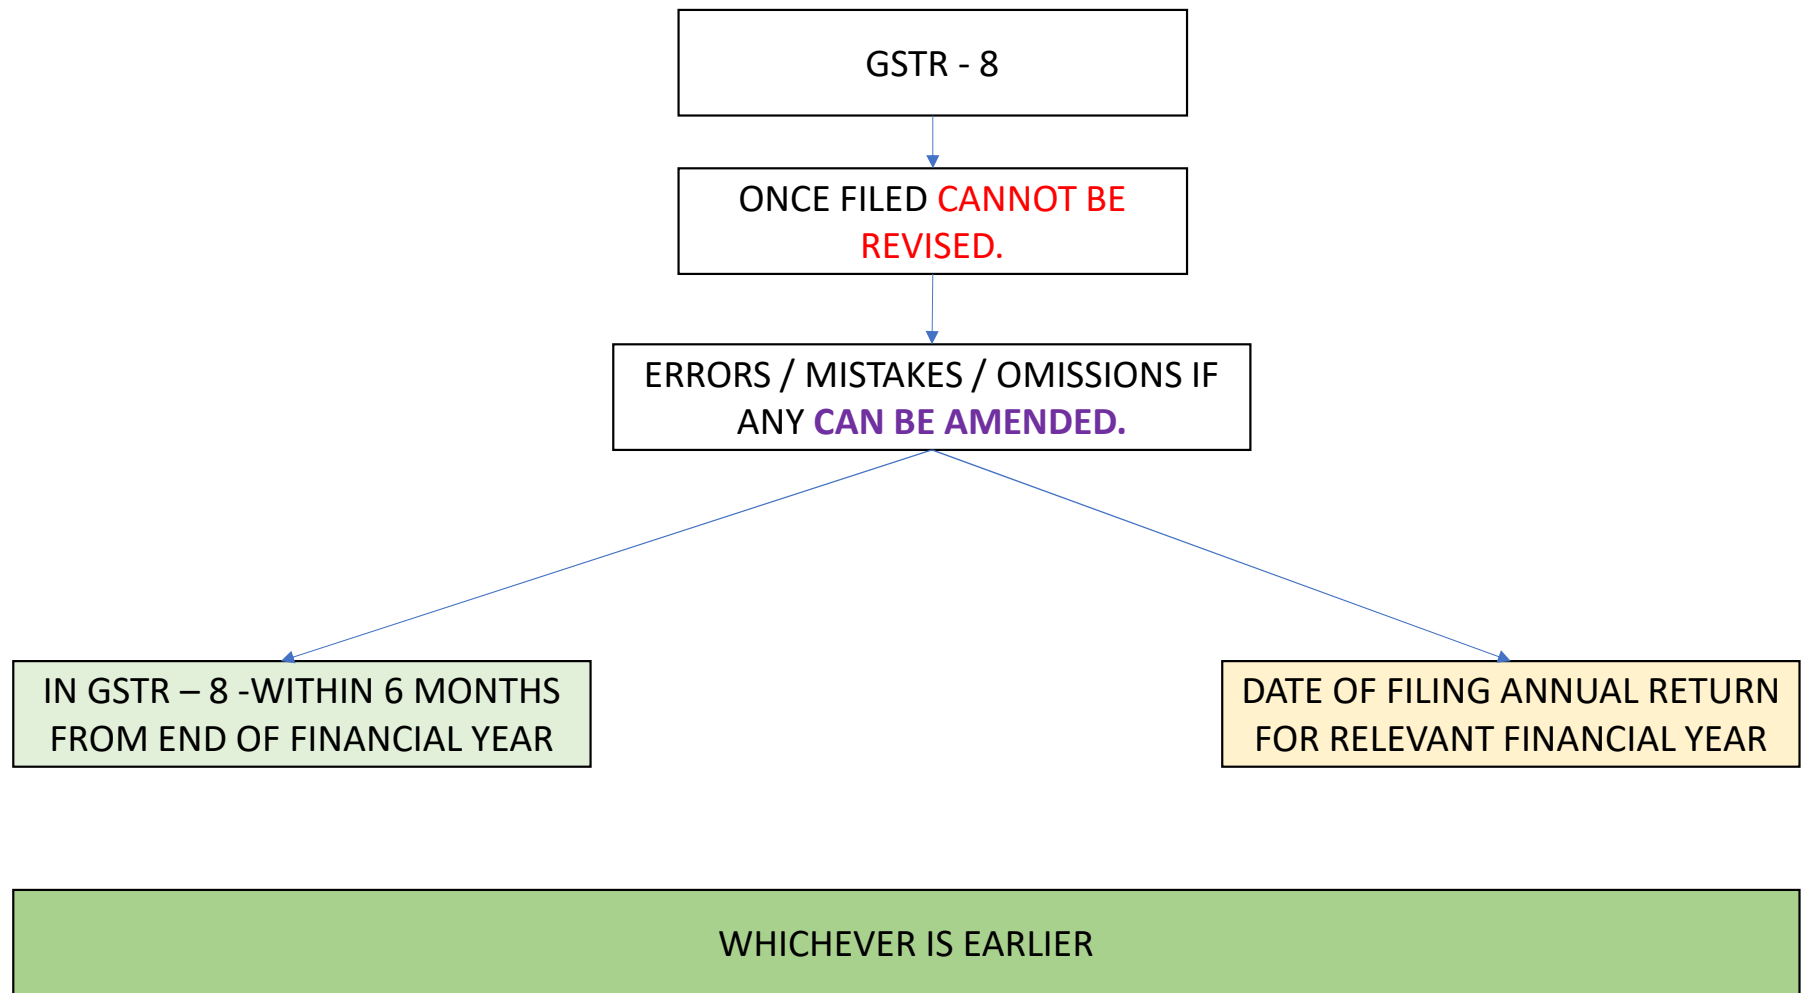 GSTR - 8
ONCE FILED CANNOT BE
REVISED.
ERRORS / MISTAKES / OMISSIONS IF
ANY CAN BE AMENDED.
IN GSTR – 8 -WITHIN 6 MONTHS
FROM END OF FINANCIAL YEAR
DATE OF FILING ANNUAL RETURN
FOR RELEVANT FINANCIAL YEAR
WHICHEVER IS EARLIER